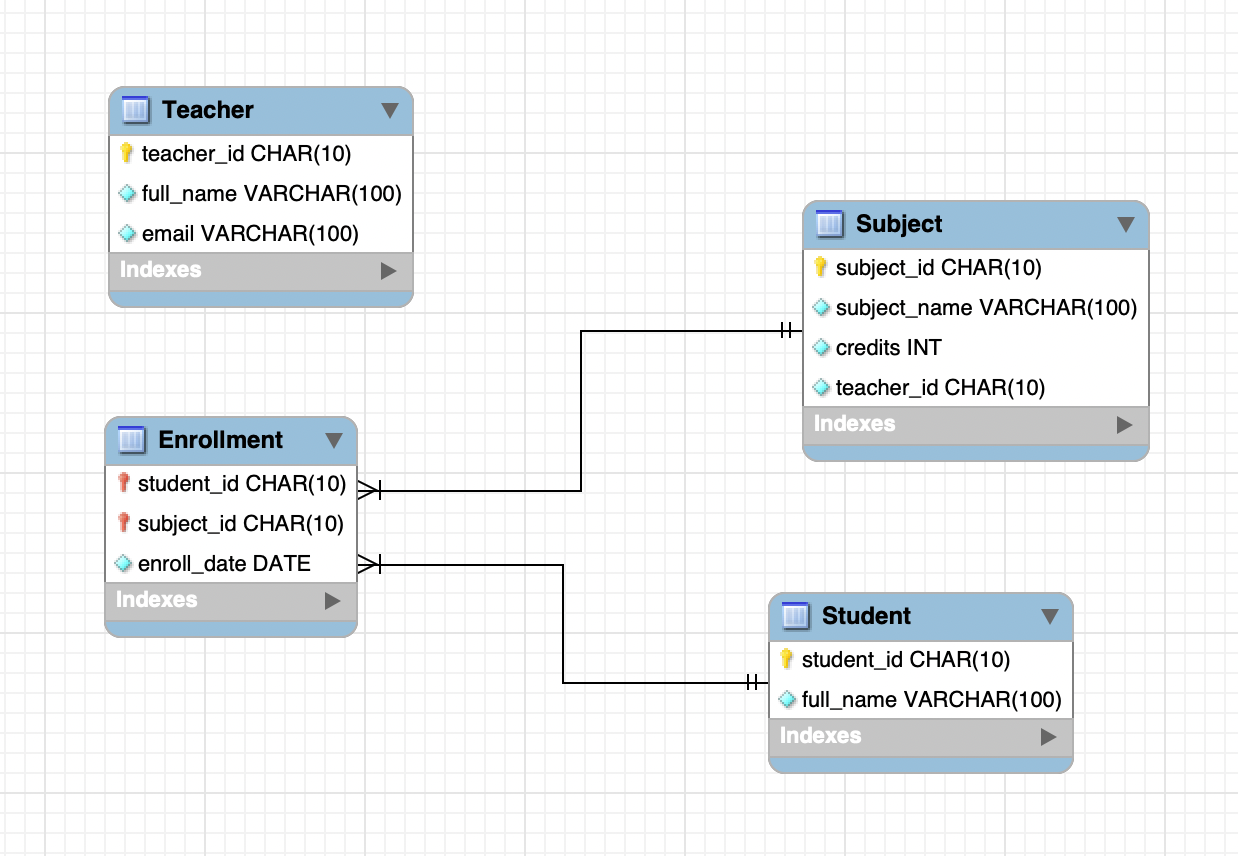 Teacher
teacher_id CHAR(10)
full_name VARCHAR(100)
email VARCHAR(100)
Indexes
Subject
subject_id CHAR(10)
subject_name VARCHAR(100)
credits INT
teacher_id CHAR(10)
Indexes
Enrollment
student_id CHAR(10)
subject_id CHAR(10)
enroll_date DATE
Indexes
Student
student_id CHAR(10)
full_name VARCHAR(100)
Indexes